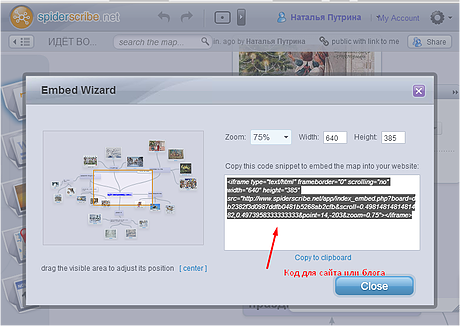 spiderscribe.net
Наталья Путрина
My Account
ИДЁТ ВО...
search the map...
in. ago by Наталья Путрина
public with link to me
Share
Embed Wizard
Zoom: 75% Width: 640 Height: 385
Copy this code snippet to embed the map into your website:
<iframe type="text/html" frameborder="0" scrolling="no"
width="640" height="385"
src="http://www.spiderscribe.net/app/index_embed.php?board=d
&scroll=0.4981481481481
82,0.4973958333333333&point=14,-203&zoom=0.75"></iframe>
drag the visible area to adjust its position [ center ]
Copy to clipboard
Код для сайта или блога
Close